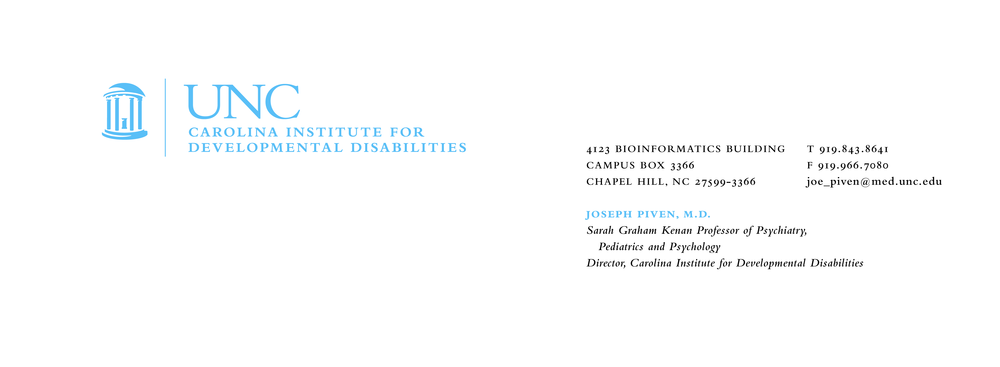 UNC
CAROLINA INSTITUTE FOR
DEVELOPMENTAL DISABILITIES
4123 BIOINFORMATICS BUILDING
CAMPUS BOX 3366
CHAPEL HILL, NC 27599-3366
T 919.843.8641
F 919.966.7080
joe_piven@med.unc.edu
JOSEPH PIVEN, M.D.
Sarah Graham Kenan Professor of Psychiatry,
Pediatrics and Psychology
Director, Carolina Institute for Developmental Disabilities